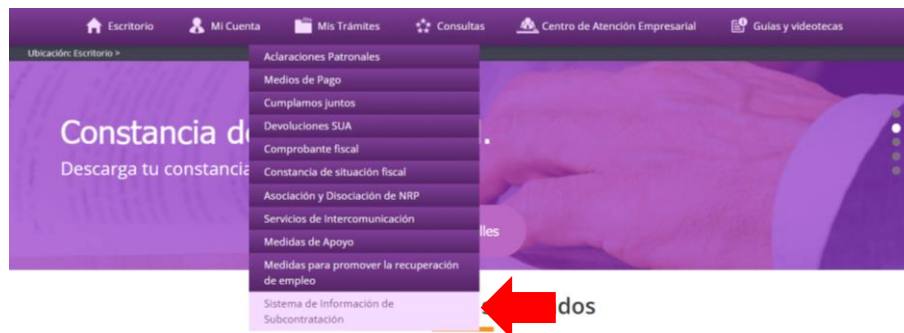 Escritorio Mi Cuenta Mis Trámites Consultas Centro de Atención Empresarial Guías y videotecas
Ubicación: Escritorio >
Aclaraciones Patronales
Medios de Pago
Cumplamos juntos
Devoluciones SUA
Comprobante fiscal
Constancia de situación fiscal
Asociación y Disociación de NRP
Servicios de Intercomunicación
Medidas de Apoyo
Medidas para promover la recuperación
de empleo
Sistema de Información de
Subcontratación
Constancia d
Descarga tu constancia
lles
dos